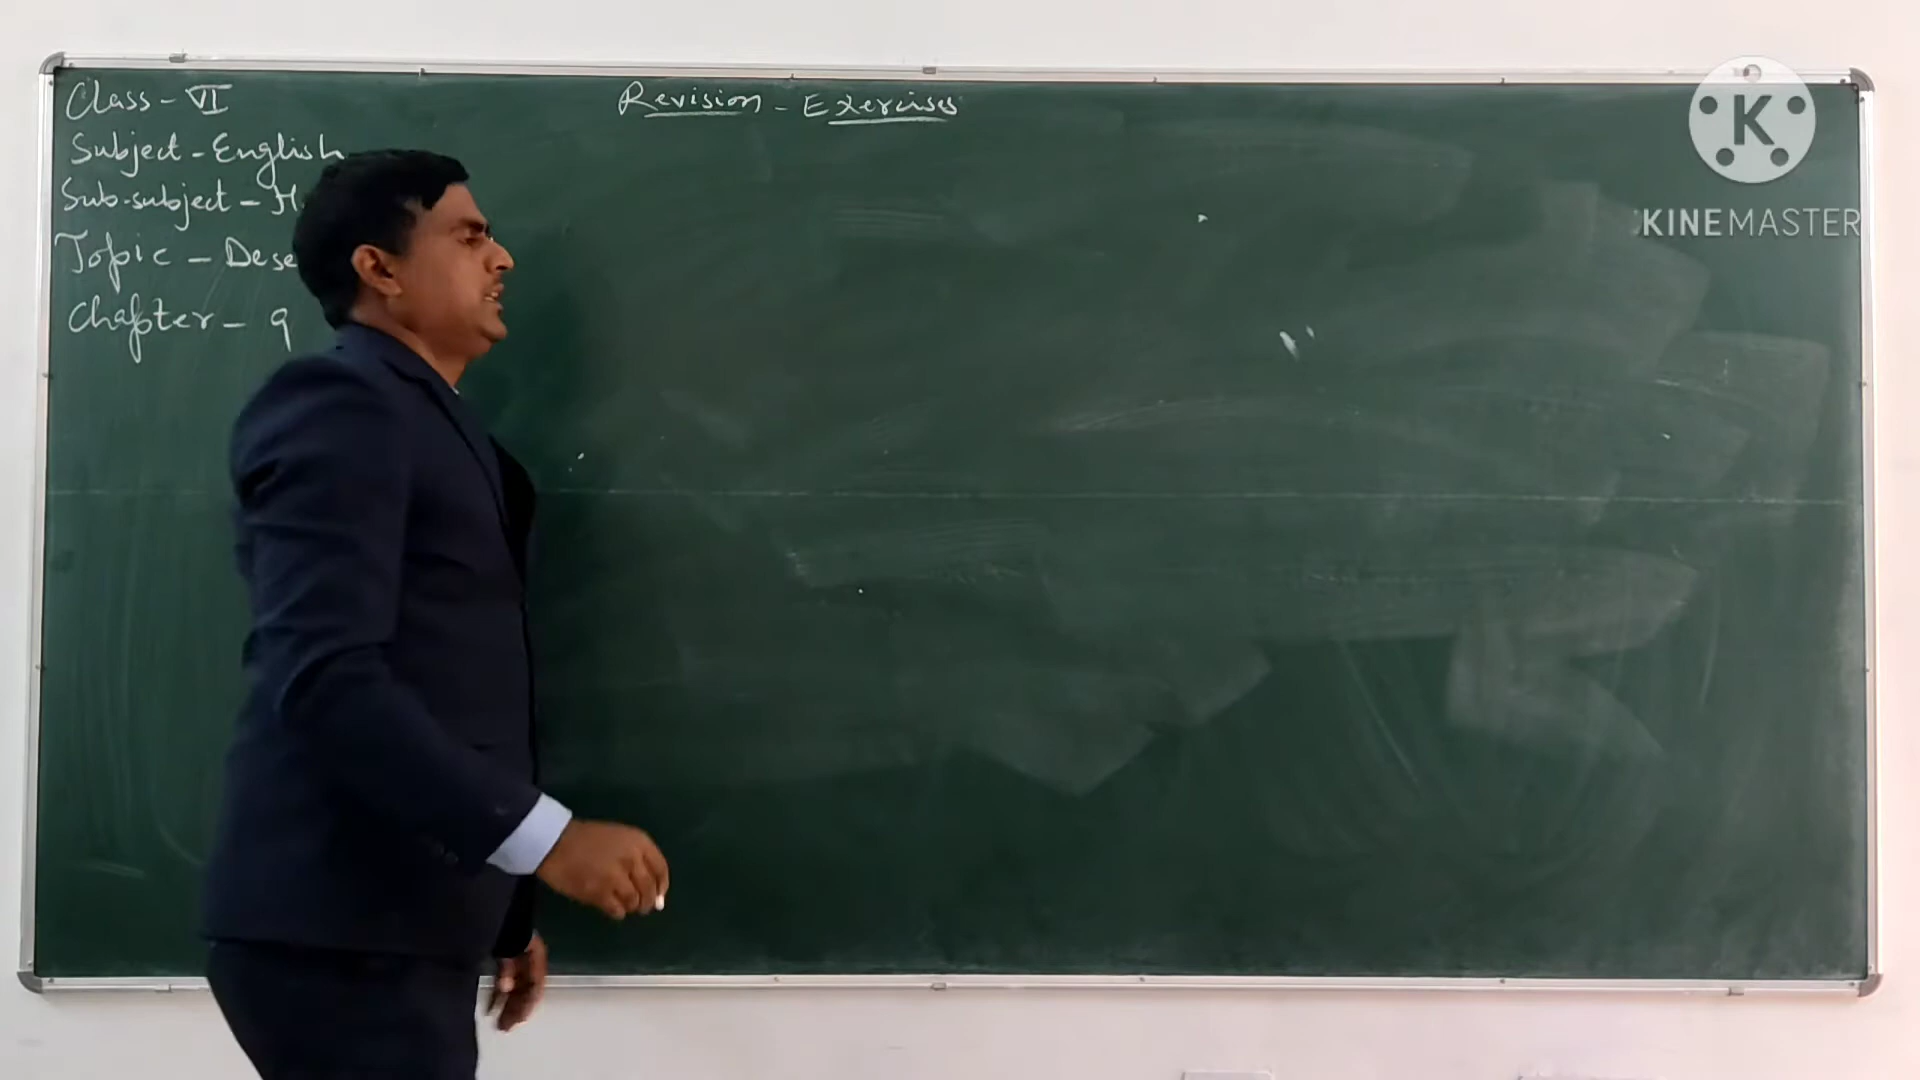 Class - VI
Revision - Exercises
Subject - English
Sub-subject - H
Topic - Dese
Chapter - 9
K
KINEMASTER